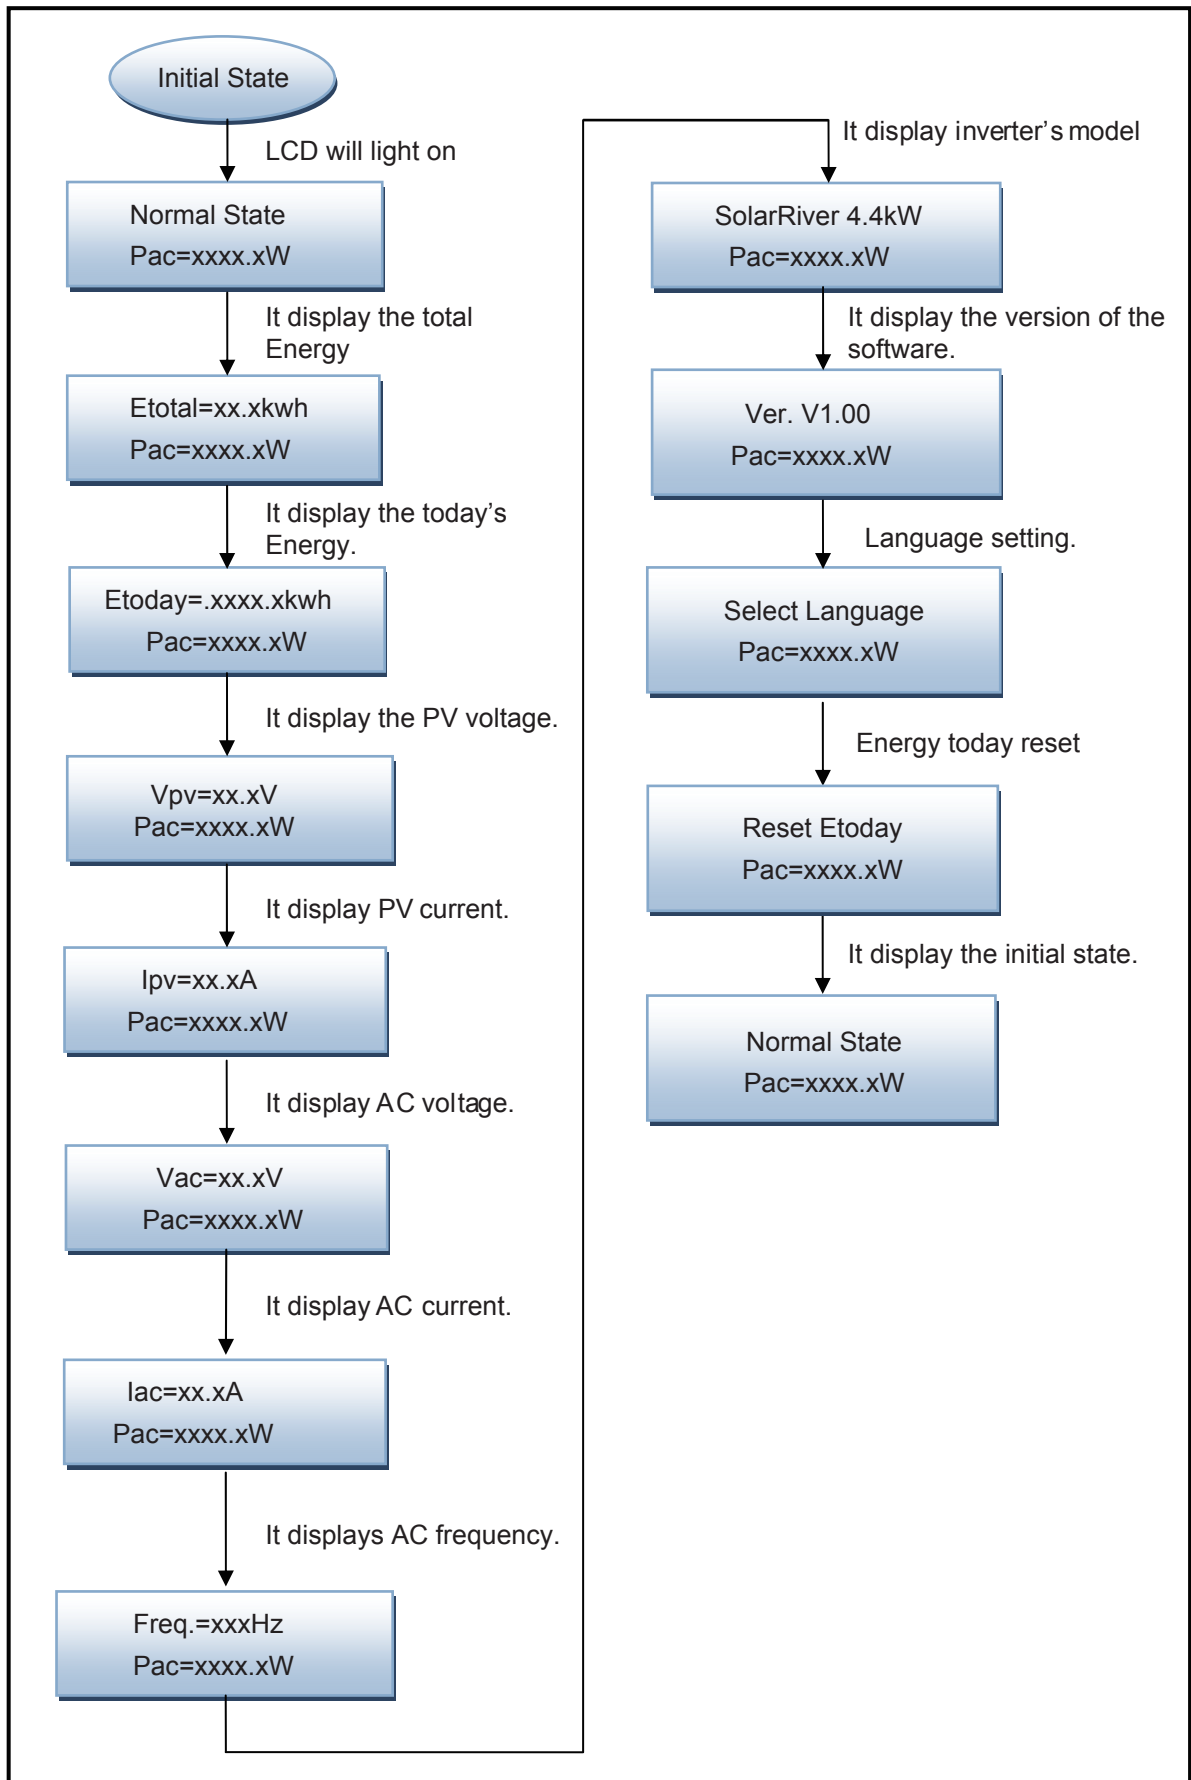 Initial State
LCD will light on
Normal State
Pac=xxxx.xW
It display the total
Energy
Etotal=xx.xkwh
Pac=xxxx.xW
It display the today’s
Energy.
Etoday=.xxxx.xkwh
Pac=xxxx.xW
It display the PV voltage.
Vpv=xx.xV
Pac=xxxx.xW
It display PV current.
Ipv=xx.xA
Pac=xxxx.xW
It display AC voltage.
Vac=xx.xV
Pac=xxxx.xW
It display AC current.
Iac=xx.xA
Pac=xxxx.xW
It displays AC frequency.
Freq.=xxxHz
Pac=xxxx.xW
It display inverter’s model
SolarRiver 4.4kW
Pac=xxxx.xW
It display the version of the
software.
Ver. V1.00
Pac=xxxx.xW
Language setting.
Select Language
Pac=xxxx.xW
Energy today reset
Reset Etoday
Pac=xxxx.xW
It display the initial state.
Normal State
Pac=xxxx.xW